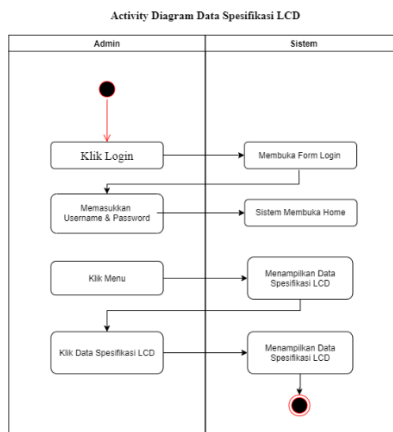 Activity Diagram Data Spesifikasi LCD
Admin
Sistem
Klik Login
Membuka Form Login
Memasukkan
Username & Password
Sistem Membuka Home
Klik Menu
Menampilkan Data
Spesifikasi LCD
Klik Data Spesifikasi LCD
Menampilkan Data
Spesifikasi LCD